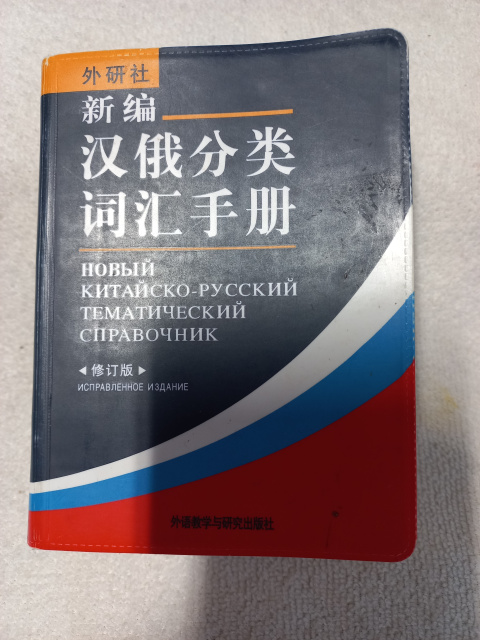 外研社
新编
汉俄分类
词汇手册
НОВЫЙ
КИТАЙСКО-РУССКИЙ
ТЕМАТИЧЕСКИЙ
СПРАВОЧНИК
◀修订版▶
ИСПРАВЛЕННОЕ ИЗДАНИЕ
外语教学与研究出版社